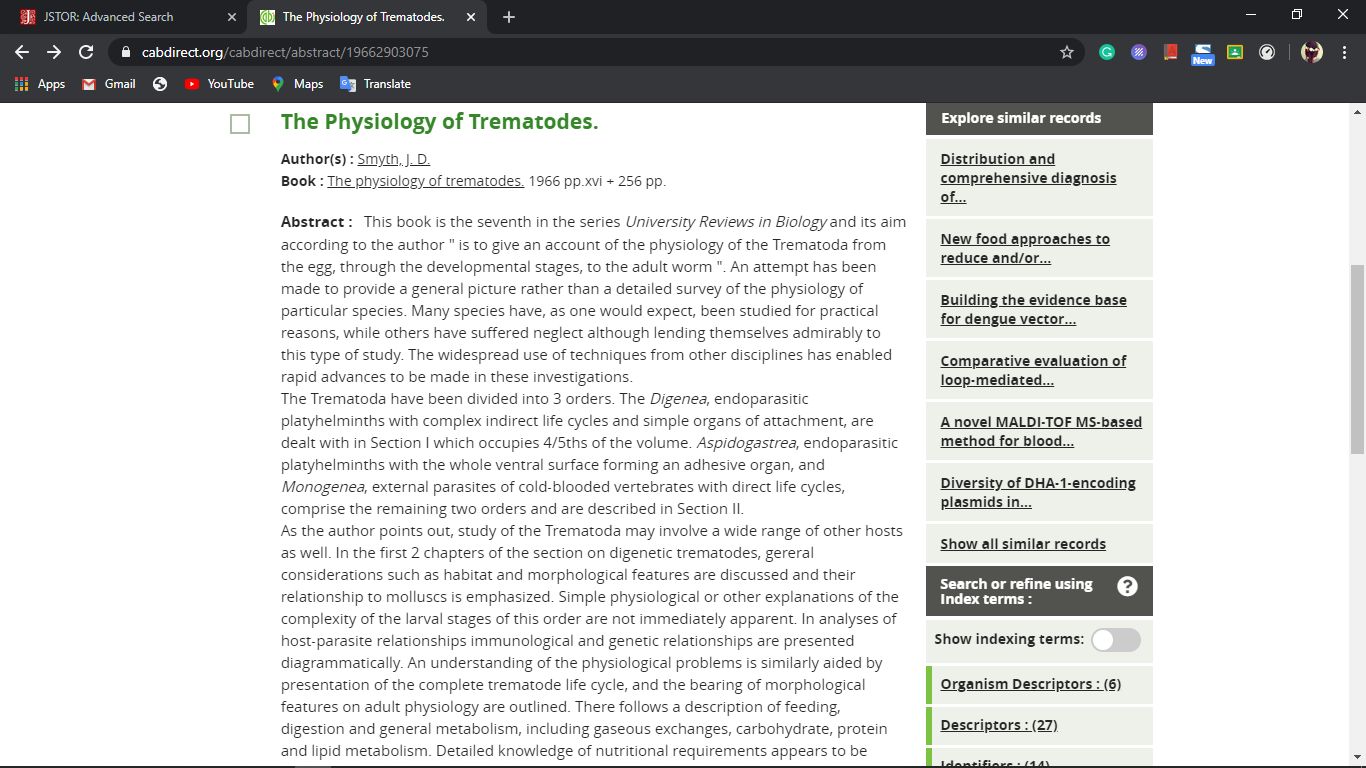 JSTOR: Advanced Search
The Physiology of Trematodes.
cabdirect.org/cabdirect/abstract/19662903075
New
Apps
Gmail
YouTube
Maps
Translate
The Physiology of Trematodes.
Author(s) : Smyth, J. D.
Book : The physiology of trematodes. 1966 pp.xvi + 256 pp.
Abstract : This book is the seventh in the series University Reviews in Biology and its aim
according to the author " is to give an account of the physiology of the Trematoda from
the egg, through the developmental stages, to the adult worm ". An attempt has been
made to provide a general picture rather than a detailed survey of the physiology of
particular species. Many species have, as one would expect, been studied for practical
reasons, while others have suffered neglect although lending themselves admirably to
this type of study. The widespread use of techniques from other disciplines has enabled
rapid advances to be made in these investigations.
The Trematoda have been divided into 3 orders. The Digenea, endoparasitic
platyhelminths with complex indirect life cycles and simple organs of attachment, are
dealt with in Section I which occupies 4/5ths of the volume. Aspidogastrea, endoparasitic
platyhelminths with the whole ventral surface forming an adhesive organ, and
Monogenea, external parasites of cold-blooded vertebrates with direct life cycles,
comprise the remaining two orders and are described in Section II.
As the author points out, study of the Trematoda may involve a wide range of other hosts
as well. In the first 2 chapters of the section on digenetic trematodes, gereral
considerations such as habitat and morphological features are discussed and their
relationship to molluscs is emphasized. Simple physiological or other explanations of the
complexity of the larval stages of this order are not immediately apparent. In analyses of
host-parasite relationships immunological and genetic relationships are presented
diagrammatically. An understanding of the physiological problems is similarly aided by
presentation of the complete trematode life cycle, and the bearing of morphological
features on adult physiology are outlined. There follows a description of feeding,
digestion and general metabolism, including gaseous exchanges, carbohydrate, protein
and lipid metabolism. Detailed knowledge of nutritional requirements appears to be
Explore similar records
Distribution and
comprehensive diagnosis
of...
New food approaches to
reduce and/or...
Building the evidence base
for dengue vector...
Comparative evaluation of
loop-mediated...
A novel MALDI-TOF MS-based
method for blood...
Diversity of DHA-1-encoding
plasmids in...
Show all similar records
Search or refine using
Index terms :
?
Show indexing terms:
Organism Descriptors : (6)
Descriptors : (27)
Identifiers : (14)